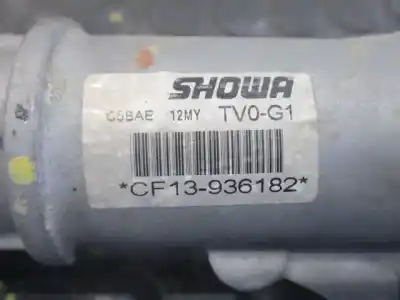 SHOWA
C5BAE 12MY TV0-G1
*CF13-936182*